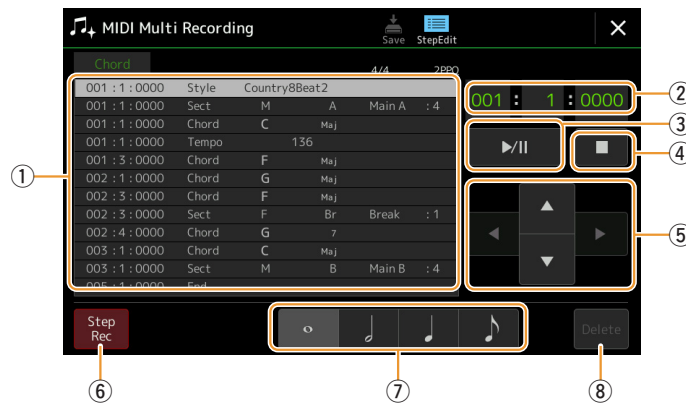 MIDI Multi Recording
Save StepEdit
Chord 4/4 2PPQ
001 :1:0000 Style Country8Beat2
001 :1:0000 Sect M A Main A :4
001 :1:0000 Chord C Maj
001 :1:0000 Tempo 136
001 :3:0000 Chord F Maj
002 :1:0000 Chord G Maj
002 :3:0000 Chord F Maj
002 :3:0000 Sect F Br Break :1
002 :4:0000 Chord G 7
003 :1:0000 Chord C Maj
003 :1:0000 Sect M B Main B :4
005 :1:0000 End
001 : 1 : 0000
Step
Rec
Delete
①
②
③
④
⑤
⑥
⑦
⑧